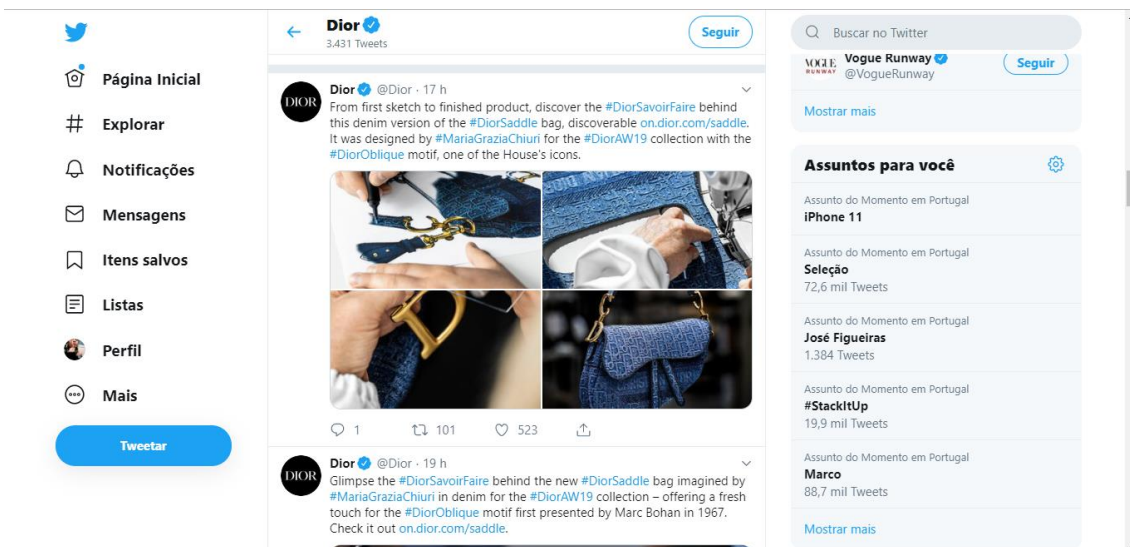 Página Inicial
Explorar
Notificações
Mensagens
Itens salvos
Listas
Perfil
Mais
Tweetar
Dior
3.431 Tweets
Seguir
DIOR
Dior @Dior · 17 h
From first sketch to finished product, discover the #DiorSavoirFaire behind
this denim version of the #DiorSaddle bag, discoverable on.dior.com/saddle.
It was designed by #MariaGraziaChiuri for the #DiorAW19 collection with the
#DiorOblique motif, one of the House's icons.
1 101 523
DIOR
Dior @Dior · 19 h
Glimpse the #DiorSavoirFaire behind the new #DiorSaddle bag imagined by
#MariaGraziaChiuri in denim for the #DiorAW19 collection – offering a fresh
touch for the #DiorOblique motif first presented by Marc Bohan in 1967.
Check it out on.dior.com/saddle.
Buscar no Twitter
VOGUE
RUNWAY
Vogue Runway
@VogueRunway
Seguir
Mostrar mais
Assuntos para você
Assunto do Momento em Portugal
iPhone 11
Assunto do Momento em Portugal
Seleção
72,6 mil Tweets
Assunto do Momento em Portugal
José Figueiras
1.384 Tweets
Assunto do Momento em Portugal
#StackItUp
19,9 mil Tweets
Assunto do Momento em Portugal
Marco
88,7 mil Tweets
Mostrar mais